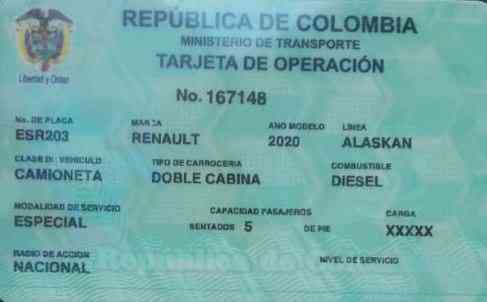 REPÚBLICA DE COLOMBIA
MINISTERIO DE TRANSPORTE
TARJETA DE OPERACIÓN
Libertad y Orden
No. 167148
No. DE PLACA MARCA AÑO MODELO LINEA
ESR203 RENAULT 2020 ALASKAN
CLASE DE VEHICULO TIPO DE CARROCERIA COMBUSTIBLE
CAMIONETA DOBLE CABINA DIESEL
MODALIDAD DE SERVICIO CAPACIDAD PASAJEROS CARGA
ESPECIAL SENTADOS 5 DE PIE XXXXX
RADIO DE ACCION NIVEL DE SERVICIO
NACIONAL